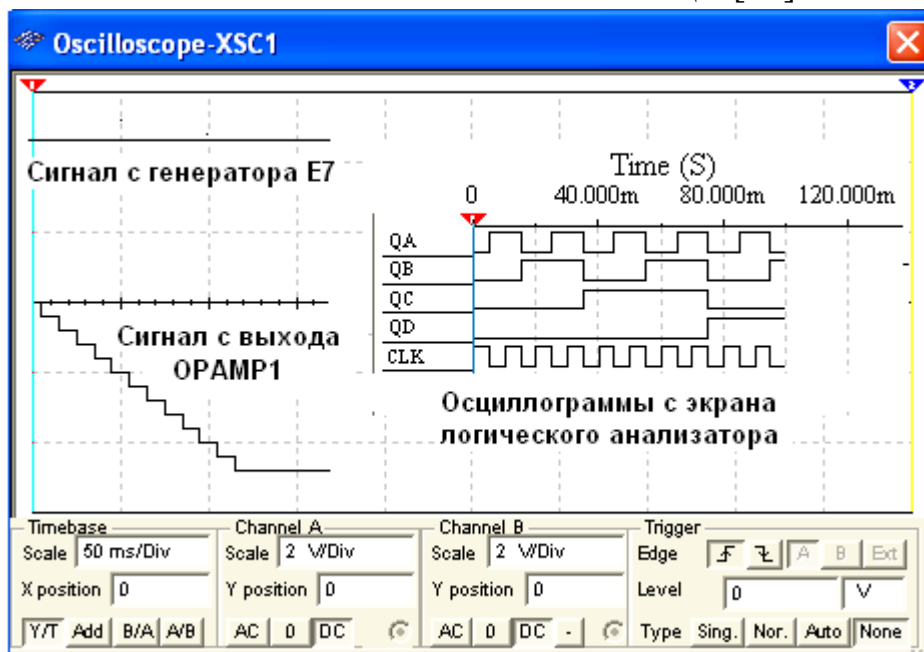 Oscilloscope-XSC1
1
2
Сигнал с генератора E7
Time (S)
0 40.000m 80.000m 120.000m
QA
QB
QC
QD
CLK
Сигнал с выхода
OPAMP1
Осциллограммы с экрана
логического анализатора
Timebase Channel A Channel B Trigger
Scale 50 ms/Div Scale 2 V/Div Scale 2 V/Div Edge A B Ext
X position 0 Y position 0 Y position 0 Level 0 V
Y/T Add B/A A/B AC 0 DC AC 0 DC - Type Sing. Nor. Auto None